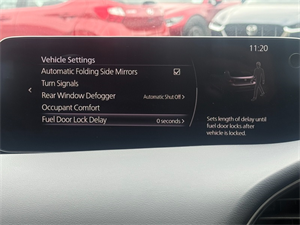 11:20
Vehicle Settings
Automatic Folding Side Mirrors
Turn Signals
Rear Window Defogger Automatic Shut Off >
Occupant Comfort
Fuel Door Lock Delay 0 seconds >
Sets length of delay until
fuel door locks after
vehicle is locked.